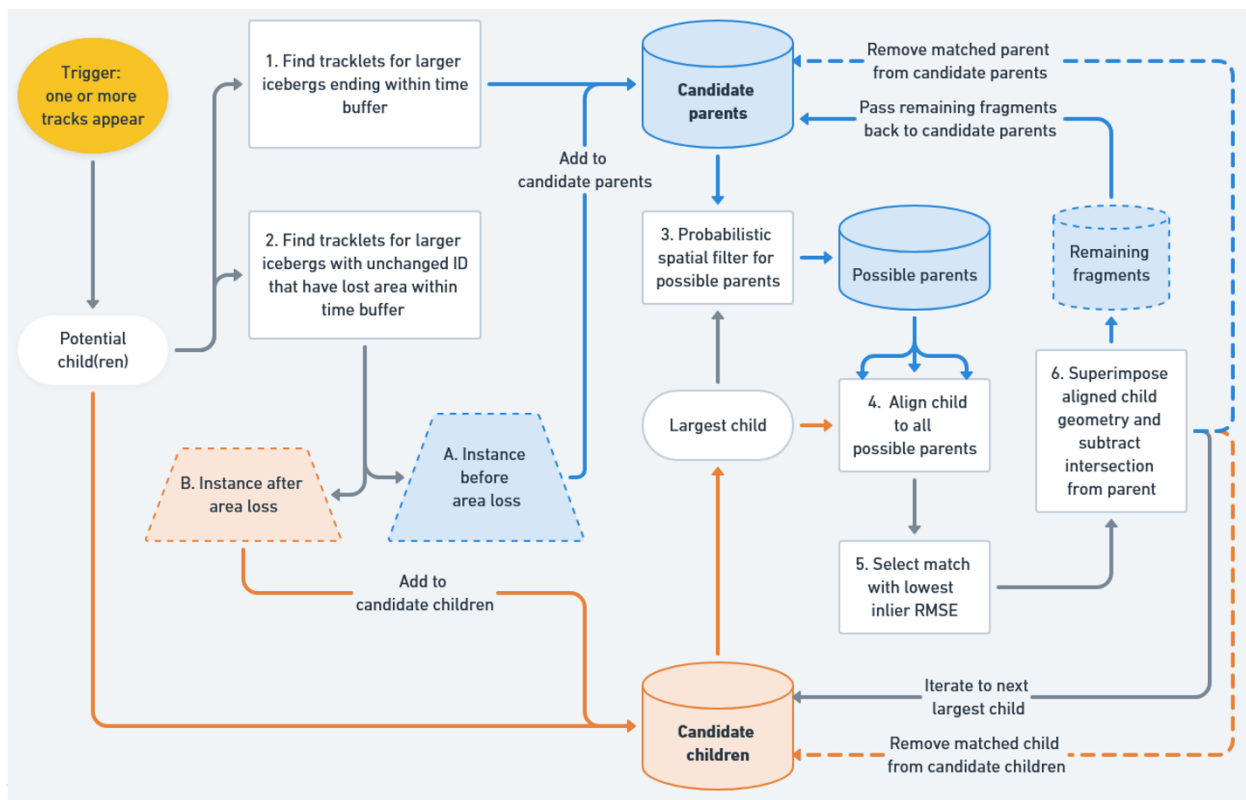 Trigger:
one or more
tracks appear
1. Find tracklets for larger
icebergs ending within time
buffer
Candidate
parents
Remove matched parent
from candidate parents
Pass remaining fragments
back to candidate parents
Add to
candidate parents
2. Find tracklets for larger
icebergs with unchanged ID
that have lost area within
time buffer
3. Probabilistic
spatial filter for
possible parents
Possible parents
Remaining
fragments
Potential
child(ren)
Largest child
4. Align child
to all
possible parents
6. Superimpose
aligned child
geometry and
subtract
intersection
from parent
B. Instance after
area loss
A. Instance
before
area loss
5. Select match
with lowest
inlier RMSE
Add to
candidate children
Candidate
children
Iterate to next
largest child
Remove matched child
from candidate children